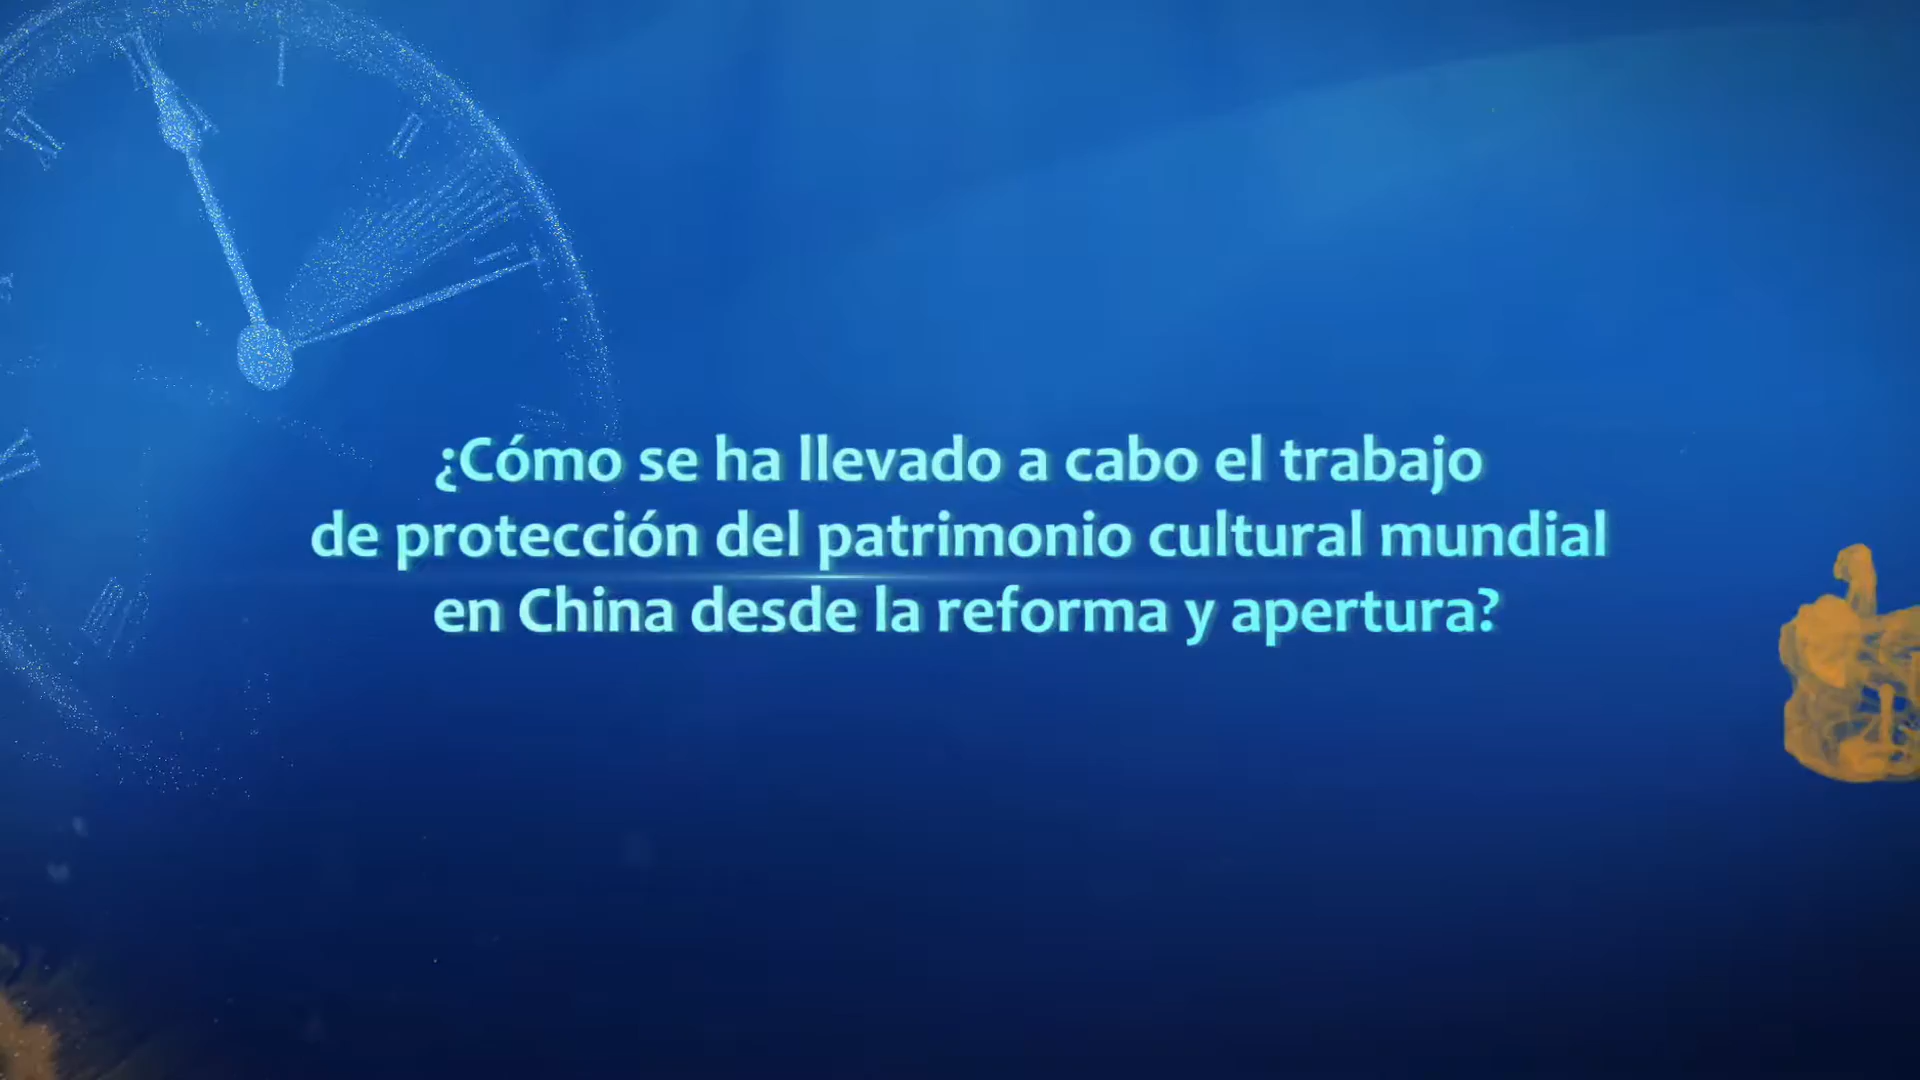 ¿Cómo se ha llevado a cabo el trabajo
de protección del patrimonio cultural mundial
en China desde la reforma y apertura?